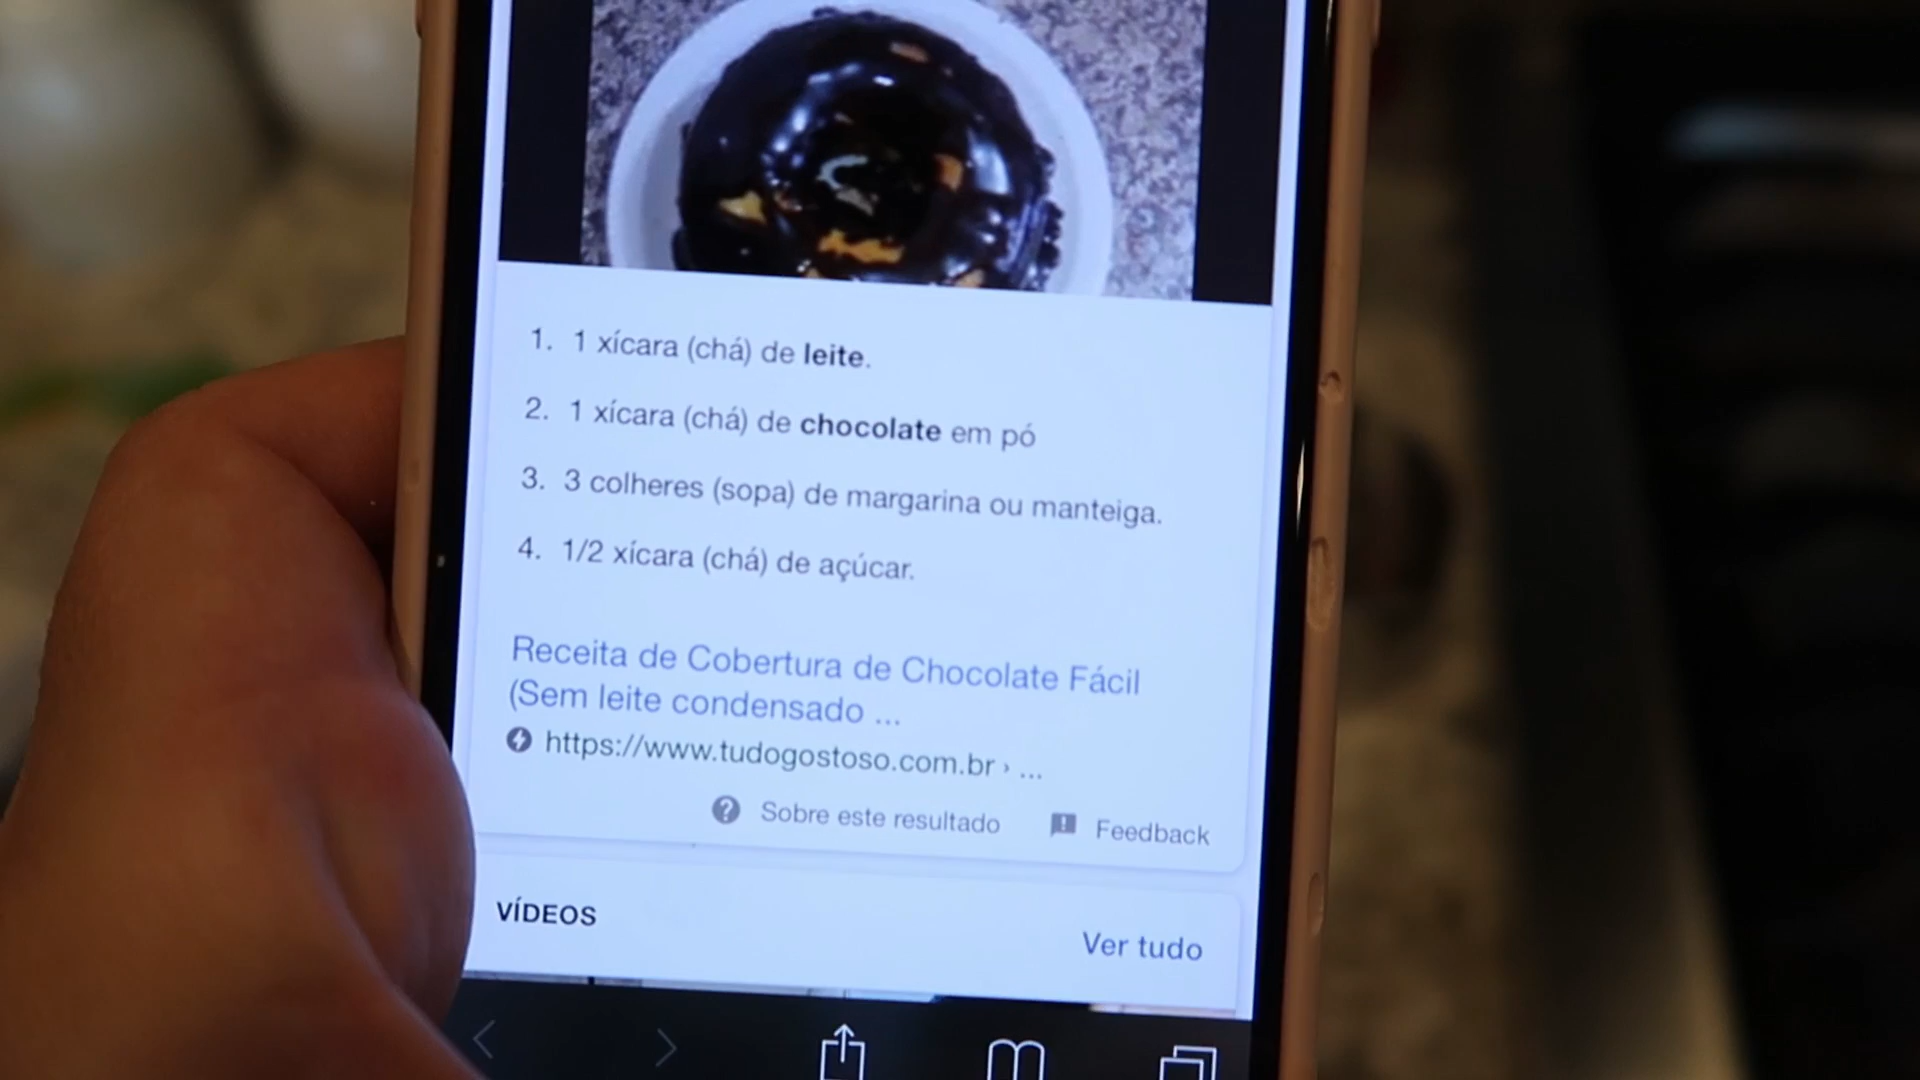 1. 1 xícara (chá) de leite.
2. 1 xícara (chá) de chocolate em pó
3. 3 colheres (sopa) de margarina ou manteiga.
4. 1/2 xícara (chá) de açúcar.
Receita de Cobertura de Chocolate Fácil
(Sem leite condensado ...
https://www.tudogostoso.com.br › ...
Sobre este resultado Feedback
VÍDEOS
Ver tudo